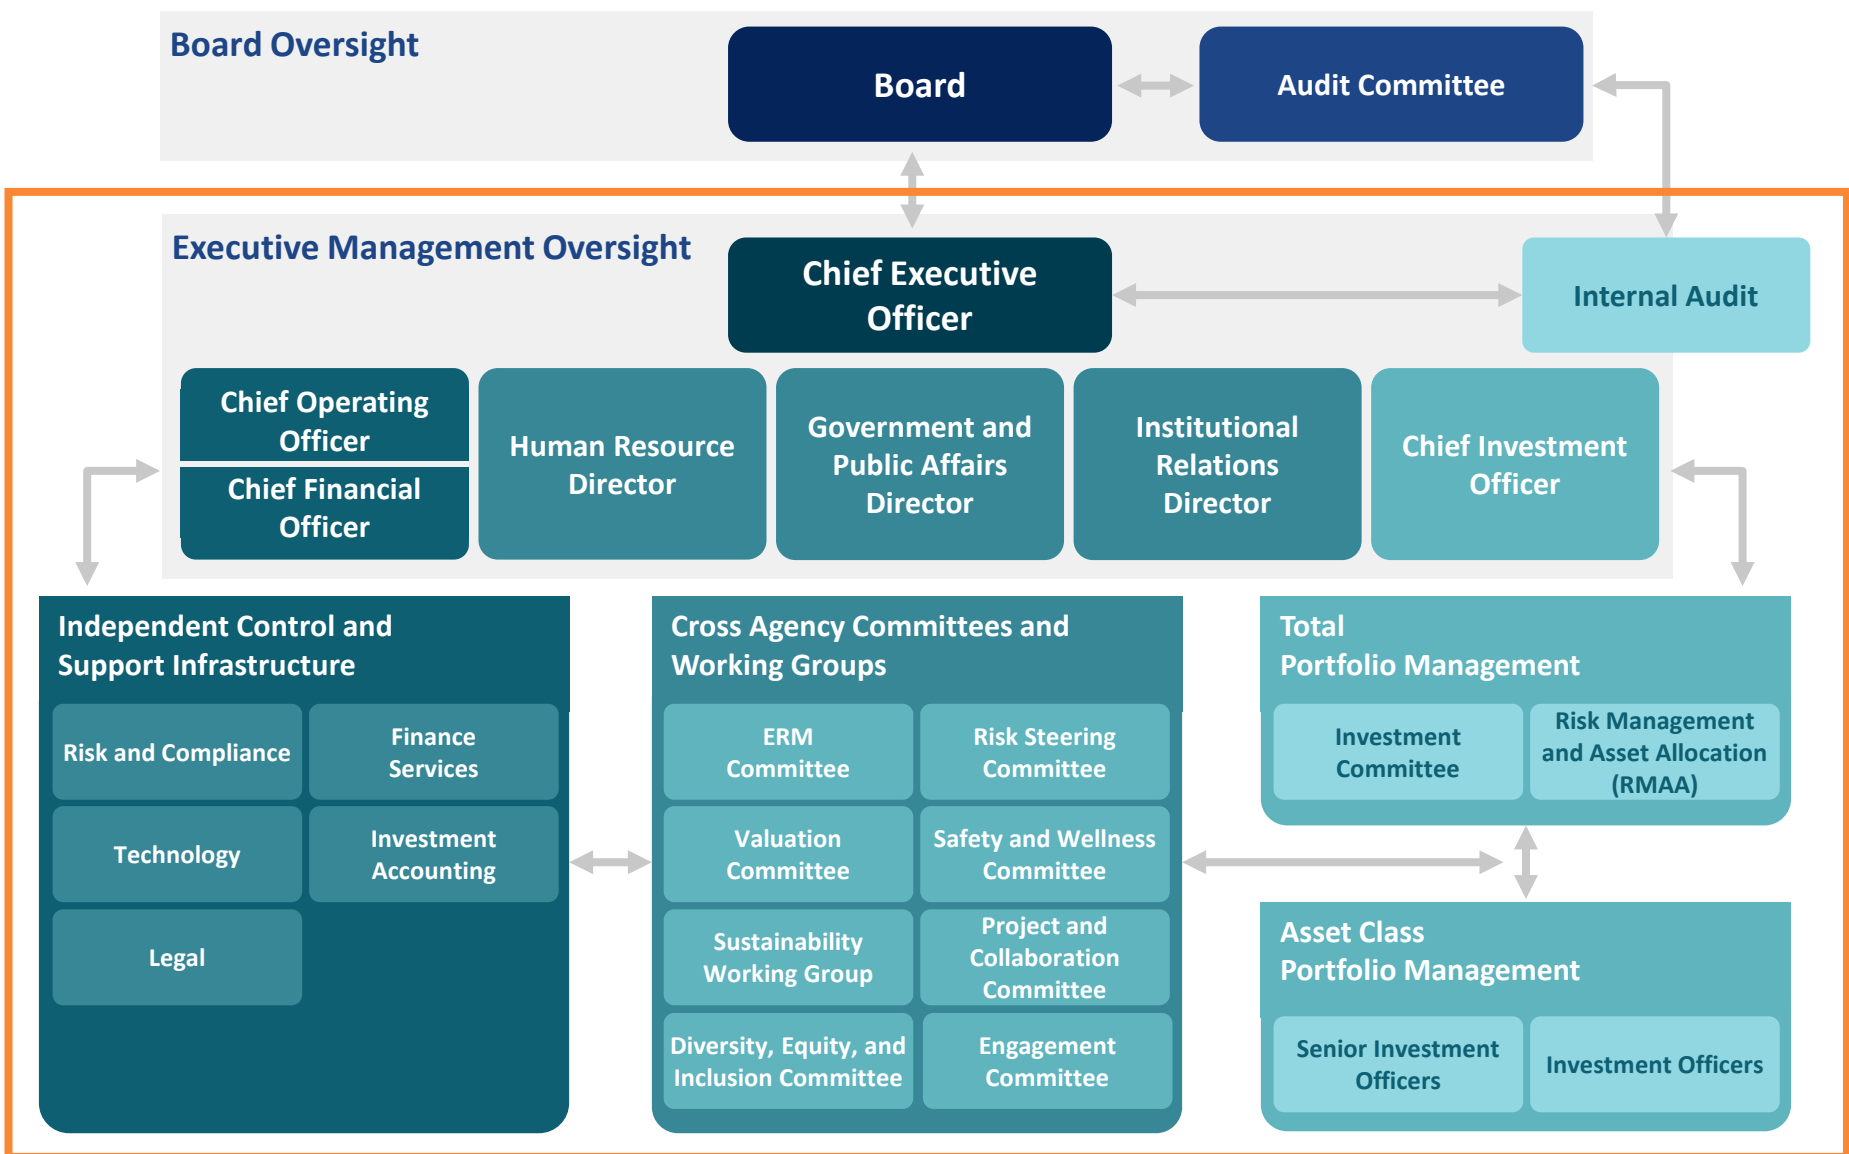 Board Oversight
Board
Audit Committee
Executive Management Oversight
Chief Executive
Officer
Internal Audit
Chief Operating
Officer
Chief Financial
Officer
Human Resource
Director
Government and
Public Affairs
Director
Institutional
Relations
Director
Chief Investment
Officer
Independent Control and
Support Infrastructure
Risk and Compliance
Finance
Services
Technology
Investment
Accounting
Legal
Cross Agency Committees and
Working Groups
ERM
Committee
Risk Steering
Committee
Valuation
Committee
Safety and Wellness
Committee
Sustainability
Working Group
Project and
Collaboration
Committee
Diversity, Equity, and
Inclusion Committee
Engagement
Committee
Total
Portfolio Management
Investment
Committee
Risk Management
and Asset Allocation
(RMAA)
Asset Class
Portfolio Management
Senior Investment
Officers
Investment Officers